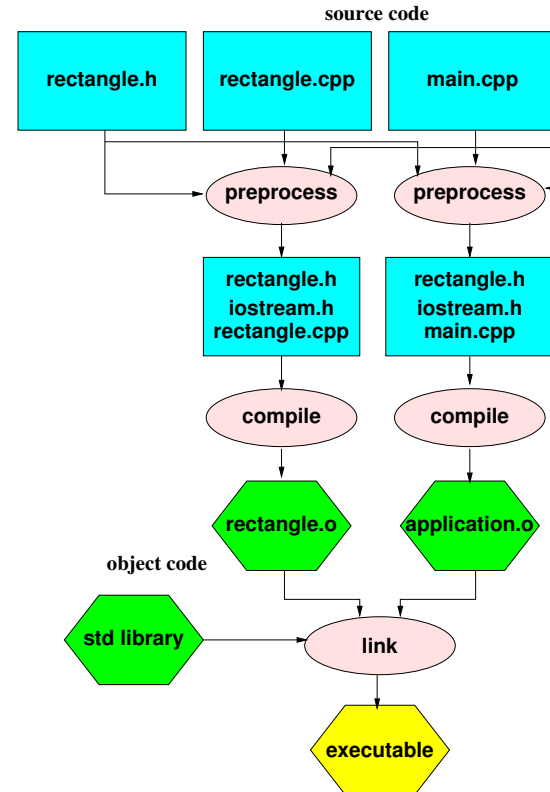 source code
rectangle.h
rectangle.cpp
main.cpp
preprocess
preprocess
rectangle.h
iostream.h
rectangle.cpp
rectangle.h
iostream.h
main.cpp
compile
compile
rectangle.o
application.o
object code
std library
link
executable